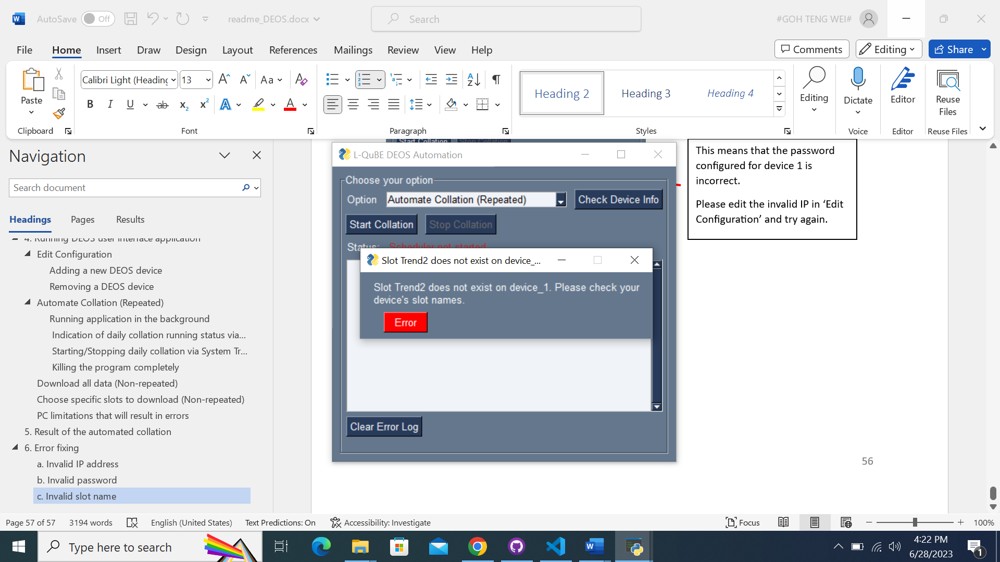 AutoSave Off readme_DEOS.docx Search #GOH TENG WEI#
File Home Insert Draw Design Layout References Mailings Review View Help Comments Editing Share
Paste
Clipboard
Calibri Light (Heading 13
Font
Paragraph
Heading 2 Heading 3 Heading 4
Styles
Editing
Dictate
Voice
Editor
Editor
Reuse
Files
Reuse Files
Navigation
Search document
Headings Pages Results
4. Running DEOS user interface application
Edit Configuration
Adding a new DEOS device
Removing a DEOS device
Automate Collation (Repeated)
Running application in the background
Indication of daily collation running status via...
Starting/Stopping daily collation via System Tr...
Killing the program completely
Download all data (Non-repeated)
Choose specific slots to download (Non-repeated)
PC limitations that will result in errors
5. Result of the automated collation
6. Error fixing
a. Invalid IP address
b. Invalid password
c. Invalid slot name
Start Collation Stop Collation
L-QuBE DEOS Automation
Choose your option
Option Automate Collation (Repeated) Check Device Info
Start Collation Stop Collation
Status: Scheduler not started
Slot Trend2 does not exist on device_...
Slot Trend2 does not exist on device_1. Please check your
device's slot names.
Error
Clear Error Log
This means that the password
configured for device 1 is
incorrect.
Please edit the invalid IP in ‘Edit
Configuration’ and try again.
56
Page 57 of 57 3194 words English (United States) Text Predictions: On Accessibility: Investigate Focus 100%
Type here to search
4:22 PM
6/28/2023
1